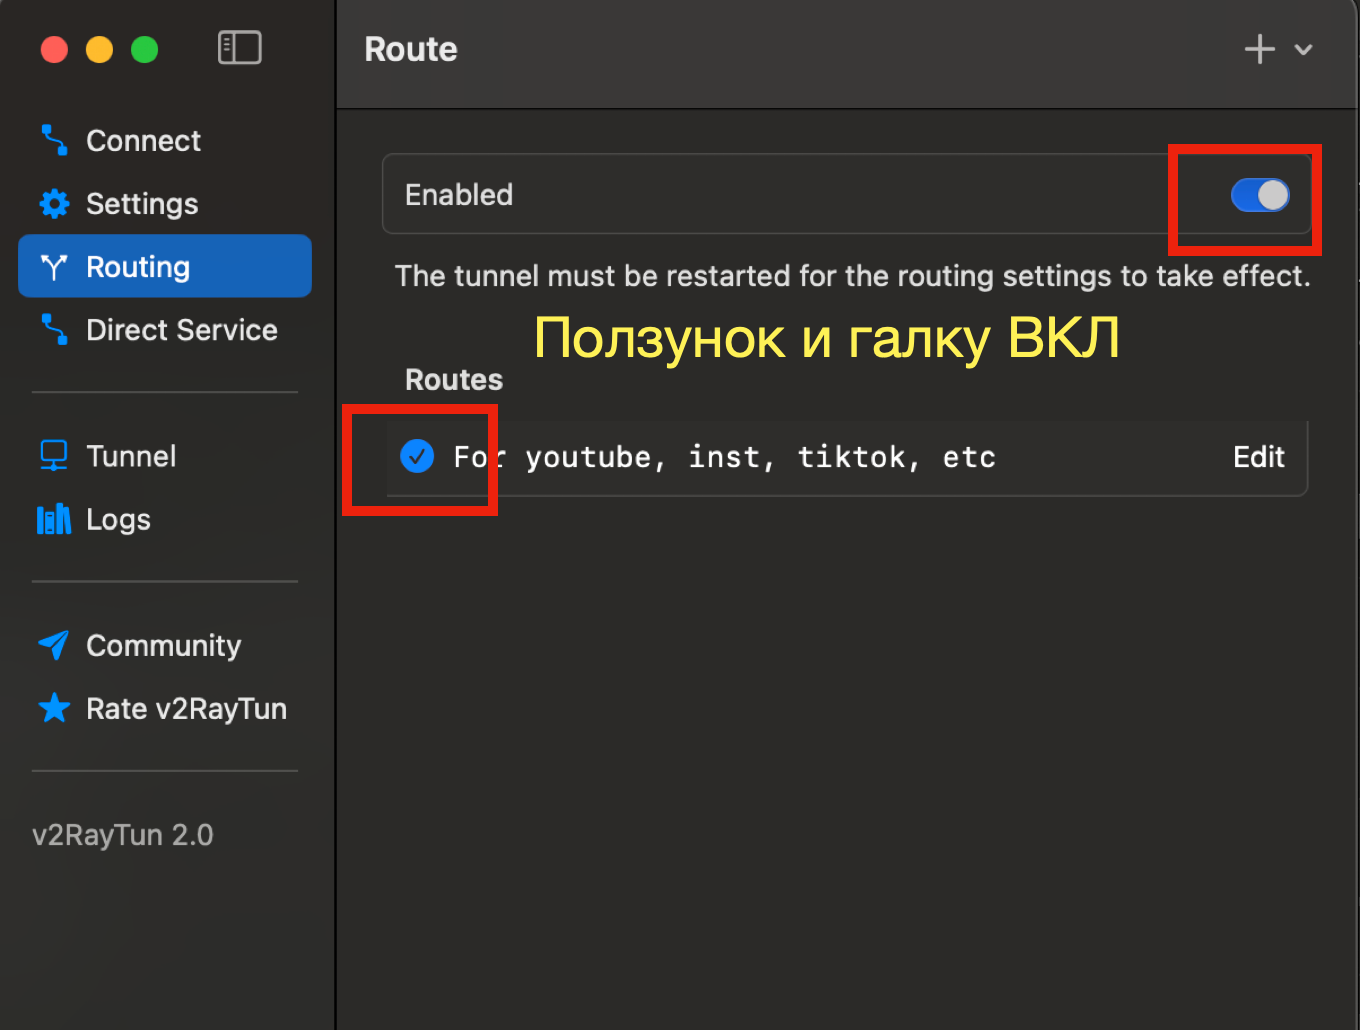 Route
Connect
Settings
Routing
Direct Service
Tunnel
Logs
Community
Rate v2RayTun
v2RayTun 2.0
Enabled
The tunnel must be restarted for the routing settings to take effect.
Ползунок и галку ВКЛ
Routes
For youtube, inst, tiktok, etc
Edit